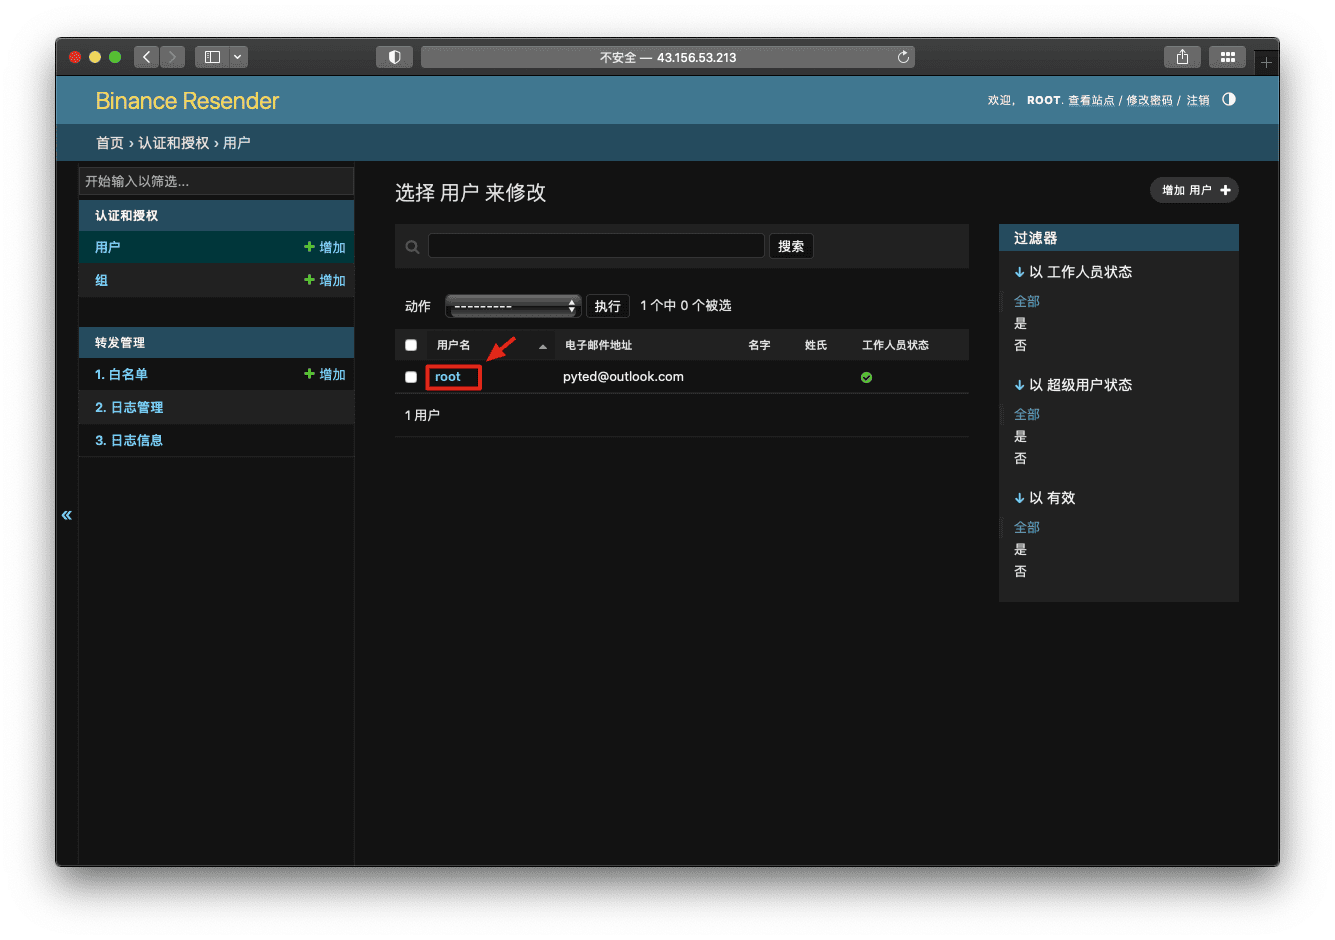 不安全 — 43.156.53.213
Binance Resender
欢迎， ROOT. 查看站点 / 修改密码 / 注销
首页 › 认证和授权 › 用户
开始输入以筛选...
认证和授权
用户 增加
组 增加
转发管理
1. 白名单 增加
2. 日志管理
3. 日志信息
«
选择 用户 来修改
增加 用户
搜索
动作 --------- 执行 1 个中 0 个被选
用户名 电子邮件地址 名字 姓氏 工作人员状态
root pyted@outlook.com
1 用户
过滤器
↓ 以 工作人员状态
全部
是
否
↓ 以 超级用户状态
全部
是
否
↓ 以 有效
全部
是
否